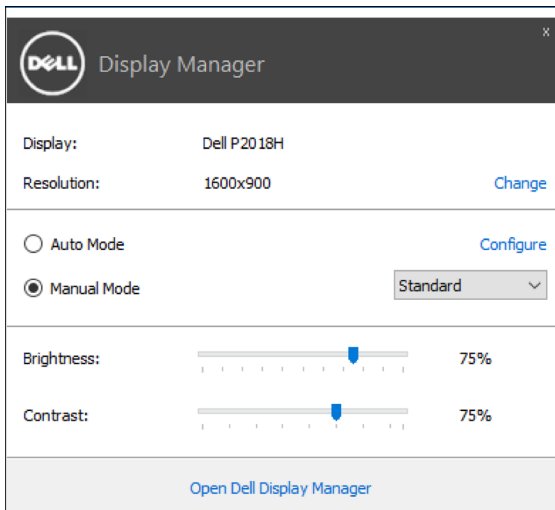 x
DELL Display Manager
Display: Dell P2018H
Resolution: 1600x900 Change
Auto Mode Configure
Manual Mode Standard
Brightness: 75%
Contrast: 75%
Open Dell Display Manager